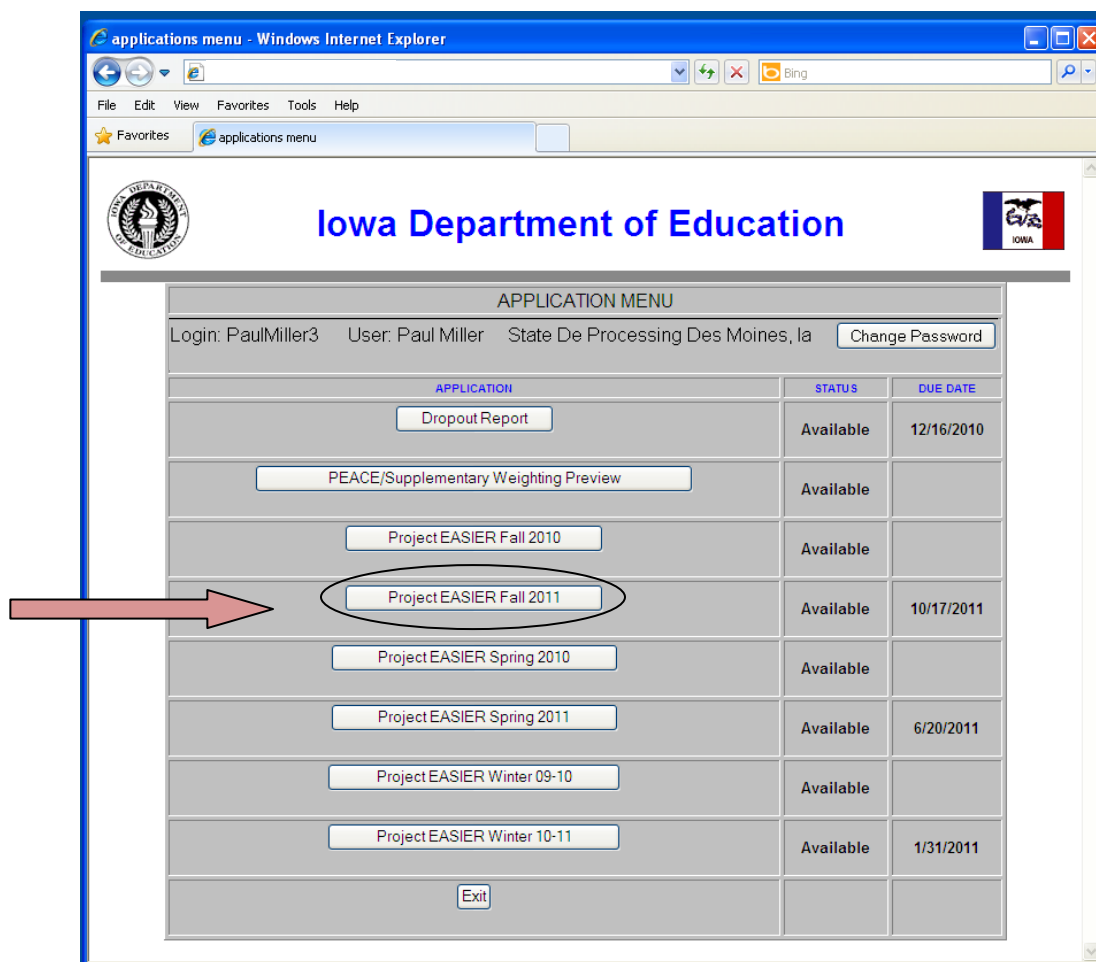 applications menu - Windows Internet Explorer
Bing
File Edit View Favorites Tools Help
Favorites applications menu
IOWA DEPARTMENT OF EDUCATION
Iowa Department of Education
IOWA
APPLICATION MENU
Login: PaulMiller3 User: Paul Miller State De Processing Des Moines, Ia Change Password
APPLICATION STATUS DUE DATE
Dropout Report Available 12/16/2010
PEACE/Supplementary Weighting Preview Available
Project EASIER Fall 2010 Available
Project EASIER Fall 2011 Available 10/17/2011
Project EASIER Spring 2010 Available
Project EASIER Spring 2011 Available 6/20/2011
Project EASIER Winter 09-10 Available
Project EASIER Winter 10-11 Available 1/31/2011
Exit